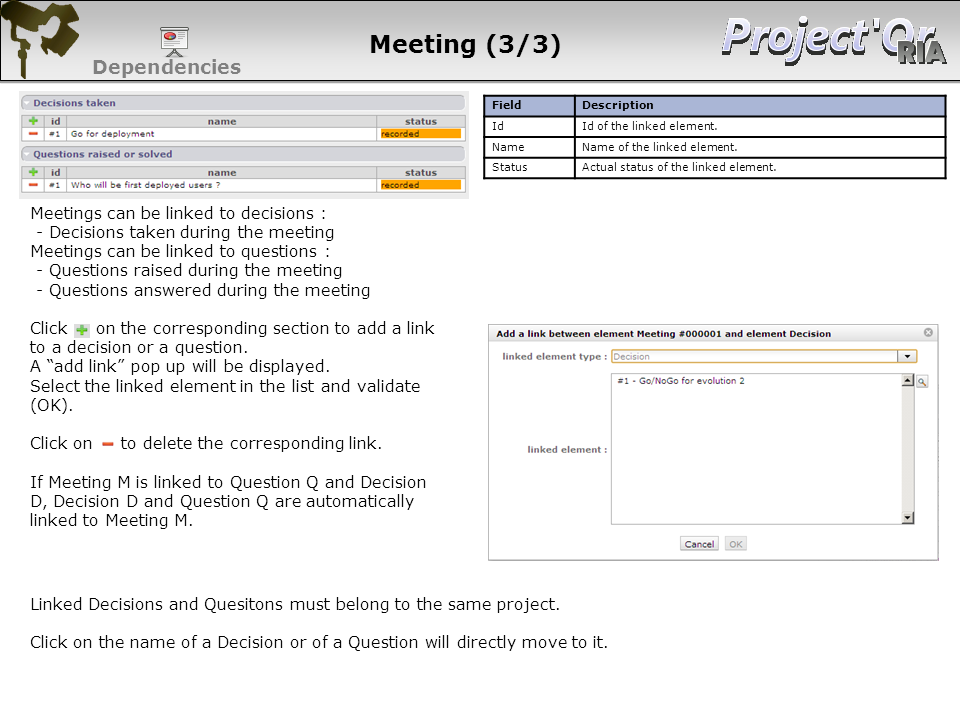 Meeting (3/3)
Dependencies
Project'Or
RIA
Decisions taken
id name status
#1 Go for deployment recorded
Questions raised or solved
id name status
#1 Who will be first deployed users ? recorded
Field Description
Id Id of the linked element.
Name Name of the linked element.
Status Actual status of the linked element.
Meetings can be linked to decisions :
- Decisions taken during the meeting
Meetings can be linked to questions :
- Questions raised during the meeting
- Questions answered during the meeting
Click on the corresponding section to add a link
to a decision or a question.
A “add link” pop up will be displayed.
Select the linked element in the list and validate
(OK).
Click on to delete the corresponding link.
If Meeting M is linked to Question Q and Decision
D, Decision D and Question Q are automatically
linked to Meeting M.
Add a link between element Meeting #000001 and element Decision
linked element type : Decision
#1 - Go/NoGo for evolution 2
linked element :
Cancel OK
Linked Decisions and Quesitons must belong to the same project.
Click on the name of a Decision or of a Question will directly move to it.